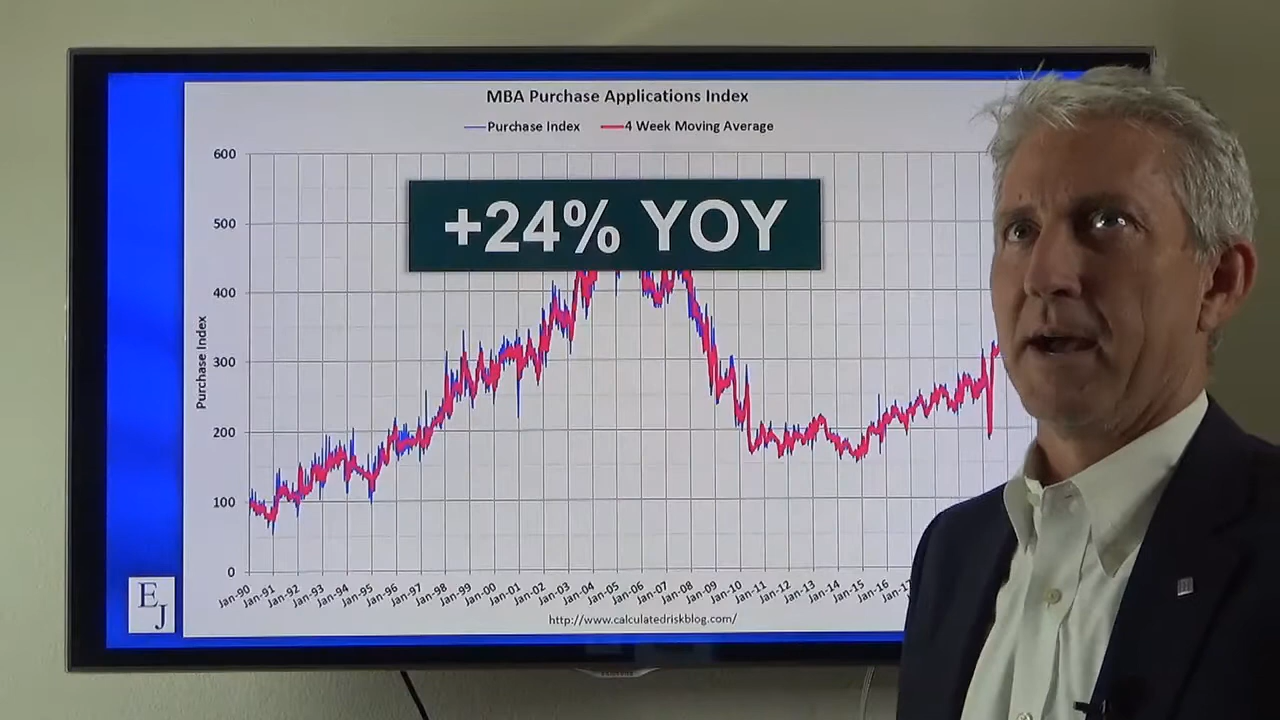 MBA Purchase Applications Index
Purchase Index
4 Week Moving Average
600
+24% YOY
500
400
300
200
100
0
Purchase Index
Jan-90
Jan-91
Jan-92
Jan-93
Jan-94
Jan-95
Jan-96
Jan-97
Jan-98
Jan-99
Jan-00
Jan-01
Jan-02
Jan-03
Jan-04
Jan-05
Jan-06
Jan-07
Jan-08
Jan-09
Jan-10
Jan-11
Jan-12
Jan-13
Jan-14
Jan-15
Jan-16
http://www.calculatedriskblog.com/
E
J